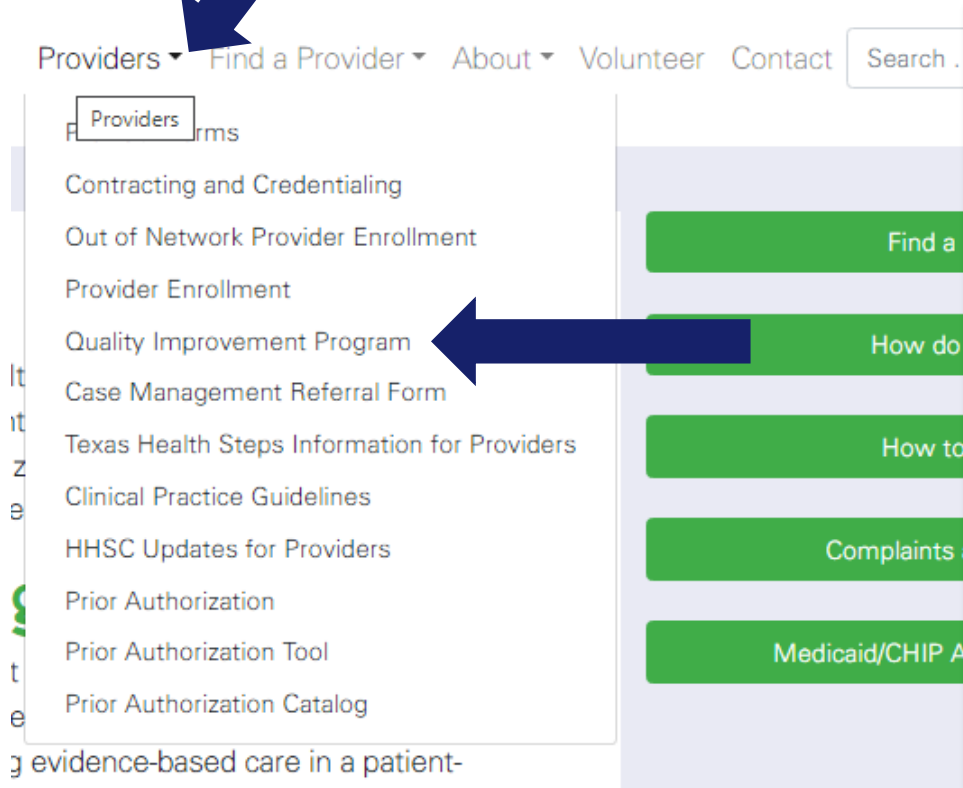 Providers Find a Provider About Volunteer Contact Search .
Providers
rms
Contracting and Credentialing
Out of Network Provider Enrollment
Find a
Provider Enrollment
Quality Improvement Program
How do
Case Management Referral Form
Texas Health Steps Information for Providers
How to
Clinical Practice Guidelines
HHSC Updates for Providers
Complaints
Prior Authorization
Prior Authorization Tool
Medicaid/CHIP A
Prior Authorization Catalog
g evidence-based care in a patient-